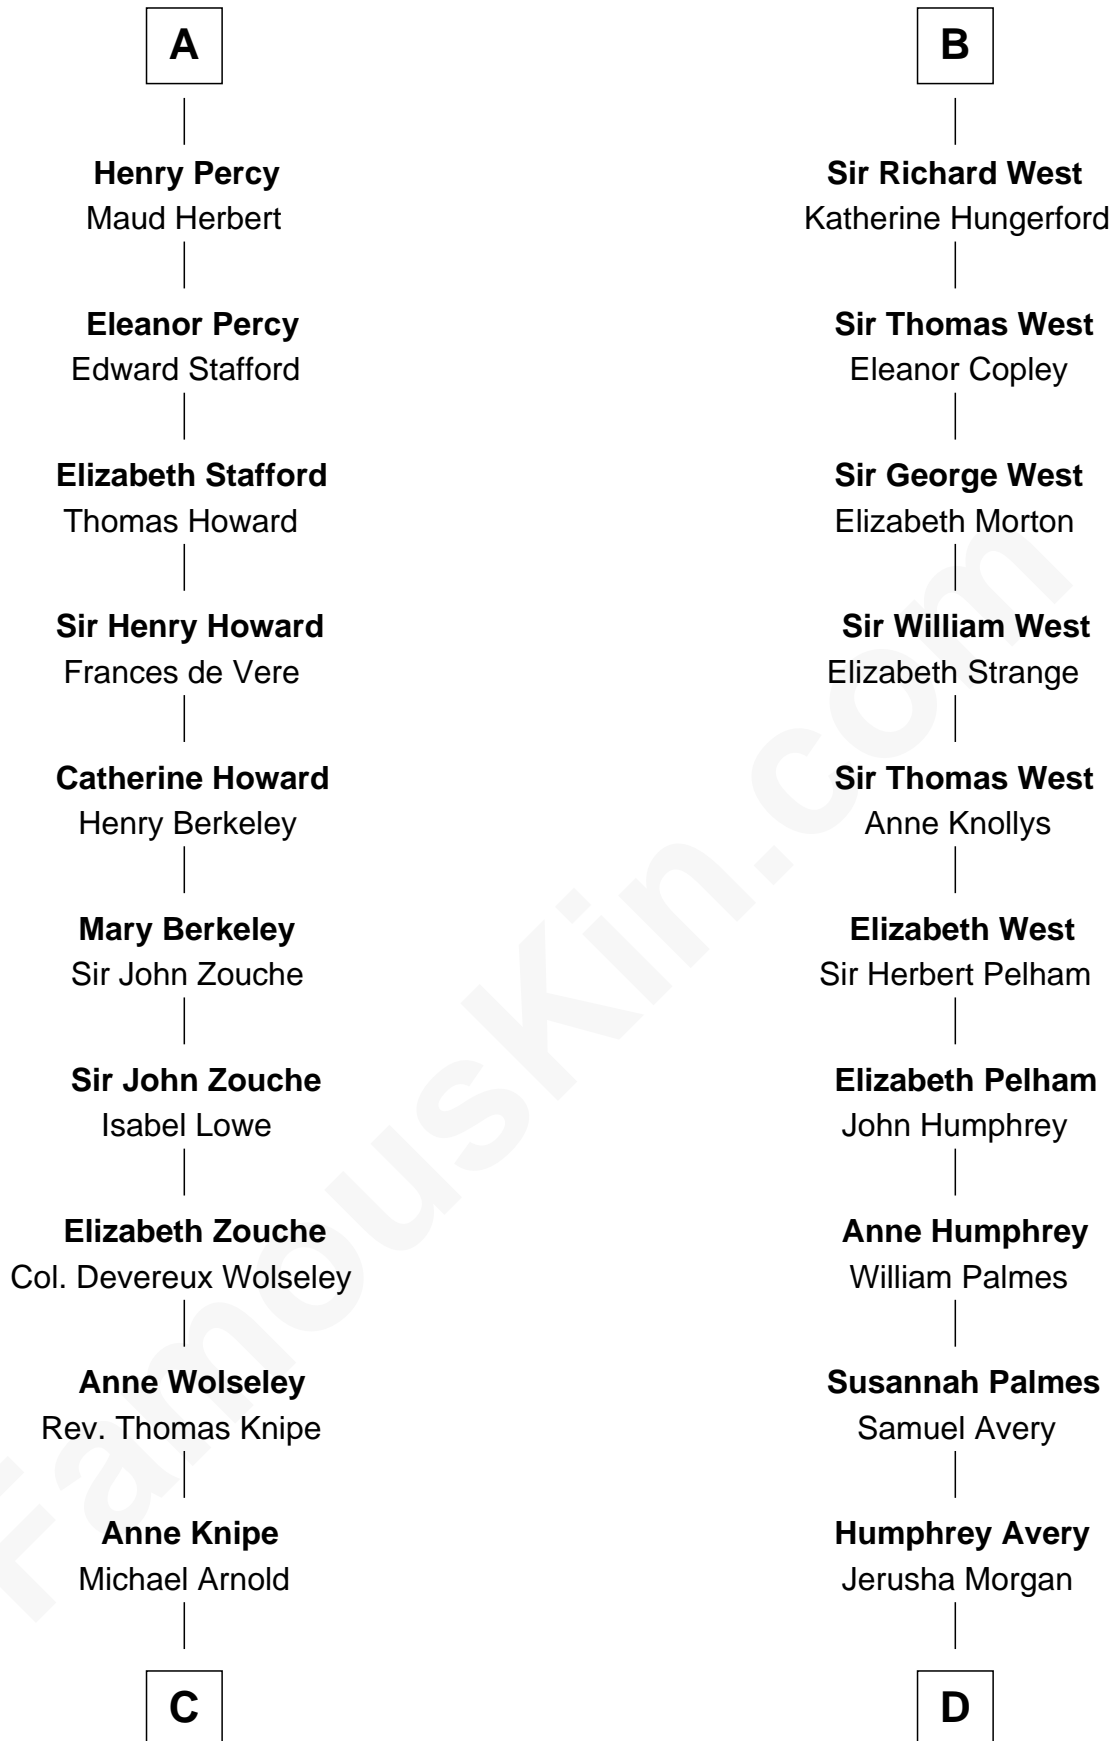 A
Henry Percy
Maud Herbert
Eleanor Percy
Edward Stafford
Elizabeth Stafford
Thomas Howard
Sir Henry Howard
Frances de Vere
Catherine Howard
Henry Berkeley
Mary Berkeley
Sir John Zouche
Sir John Zouche
Isabel Lowe
Elizabeth Zouche
Col. Devereux Wolseley
Anne Wolseley
Rev. Thomas Knipe
Anne Knipe
Michael Arnold
C
B
Sir Richard West
Katherine Hungerford
Sir Thomas West
Eleanor Copley
Sir George West
Elizabeth Morton
Sir William West
Elizabeth Strange
Sir Thomas West
Anne Knollys
Elizabeth West
Sir Herbert Pelham
Elizabeth Pelham
John Humphrey
Anne Humphrey
William Palmes
Susannah Palmes
Samuel Avery
Humphrey Avery
Jerusha Morgan
D
FamousKin.com